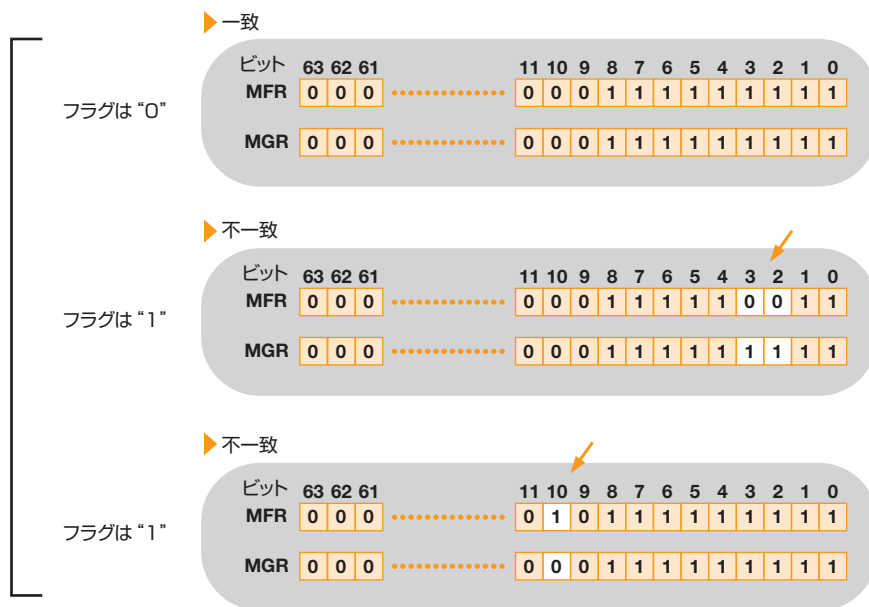 一致
フラグは“0”
ビット 63 62 61 11 10 9 8 7 6 5 4 3 2 1 0
MFR 0 0 0 0 0 0 1 1 1 1 1 1 1 1 1
MGR 0 0 0 0 0 0 1 1 1 1 1 1 1 1 1
不一致
フラグは“1”
ビット 63 62 61 11 10 9 8 7 6 5 4 3 2 1 0
MFR 0 0 0 0 0 0 1 1 1 1 1 0 0 1 1
MGR 0 0 0 0 0 0 1 1 1 1 1 1 1 1 1
不一致
フラグは“1”
ビット 63 62 61 11 10 9 8 7 6 5 4 3 2 1 0
MFR 0 0 0 0 1 0 1 1 1 1 1 1 1 1 1
MGR 0 0 0 0 0 0 1 1 1 1 1 1 1 1 1